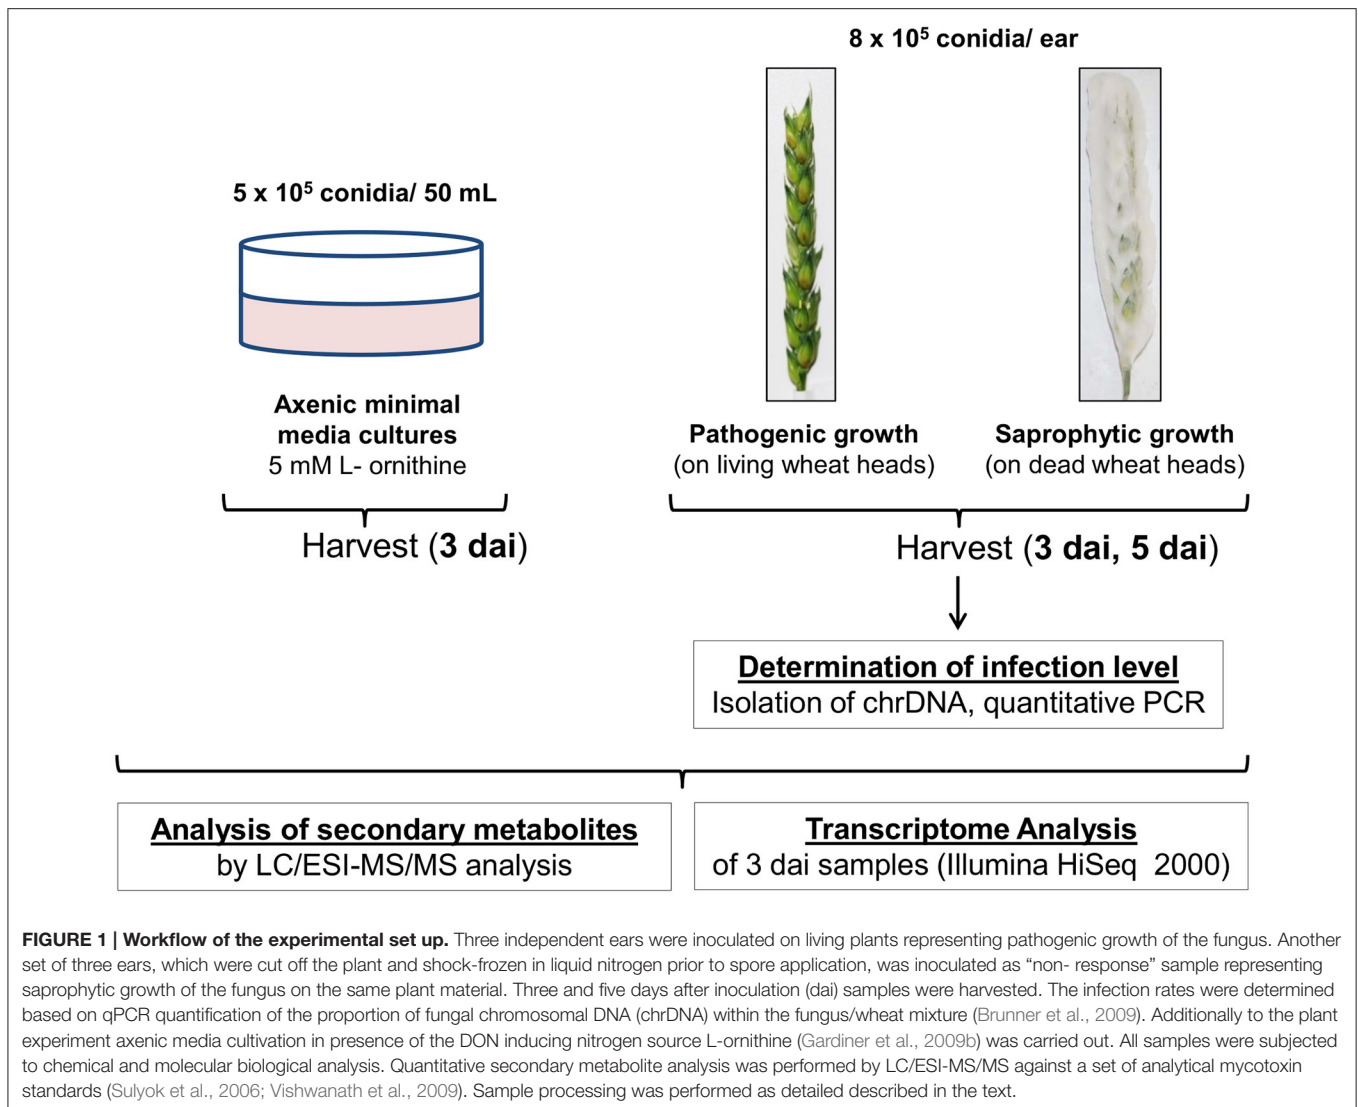 8 x 10⁵ conidia/ ear
5 x 10⁵ conidia/ 50 mL
Axenic minimal
media cultures
5 mM L- ornithine
Pathogenic growth
(on living wheat heads)
Saprophytic growth
(on dead wheat heads)
Harvest (3 dai)
Harvest (3 dai, 5 dai)
Determination of infection level
Isolation of chrDNA, quantitative PCR
Analysis of secondary metabolites
by LC/ESI-MS/MS analysis
Transcriptome Analysis
of 3 dai samples (Illumina HiSeq 2000)
FIGURE 1 | Workflow of the experimental set up. Three independent ears were inoculated on living plants representing pathogenic growth of the fungus. Another
set of three ears, which were cut off the plant and shock-frozen in liquid nitrogen prior to spore application, was inoculated as “non- response” sample representing
saprophytic growth of the fungus on the same plant material. Three and five days after inoculation (dai) samples were harvested. The infection rates were determined
based on qPCR quantification of the proportion of fungal chromosomal DNA (chrDNA) within the fungus/wheat mixture (Brunner et al., 2009). Additionally to the plant
experiment axenic media cultivation in presence of the DON inducing nitrogen source L-ornithine (Gardiner et al., 2009b) was carried out. All samples were subjected
to chemical and molecular biological analysis. Quantitative secondary metabolite analysis was performed by LC/ESI-MS/MS against a set of analytical mycotoxin
standards (Sulyok et al., 2006; Vishwanath et al., 2009). Sample processing was performed as detailed described in the text.